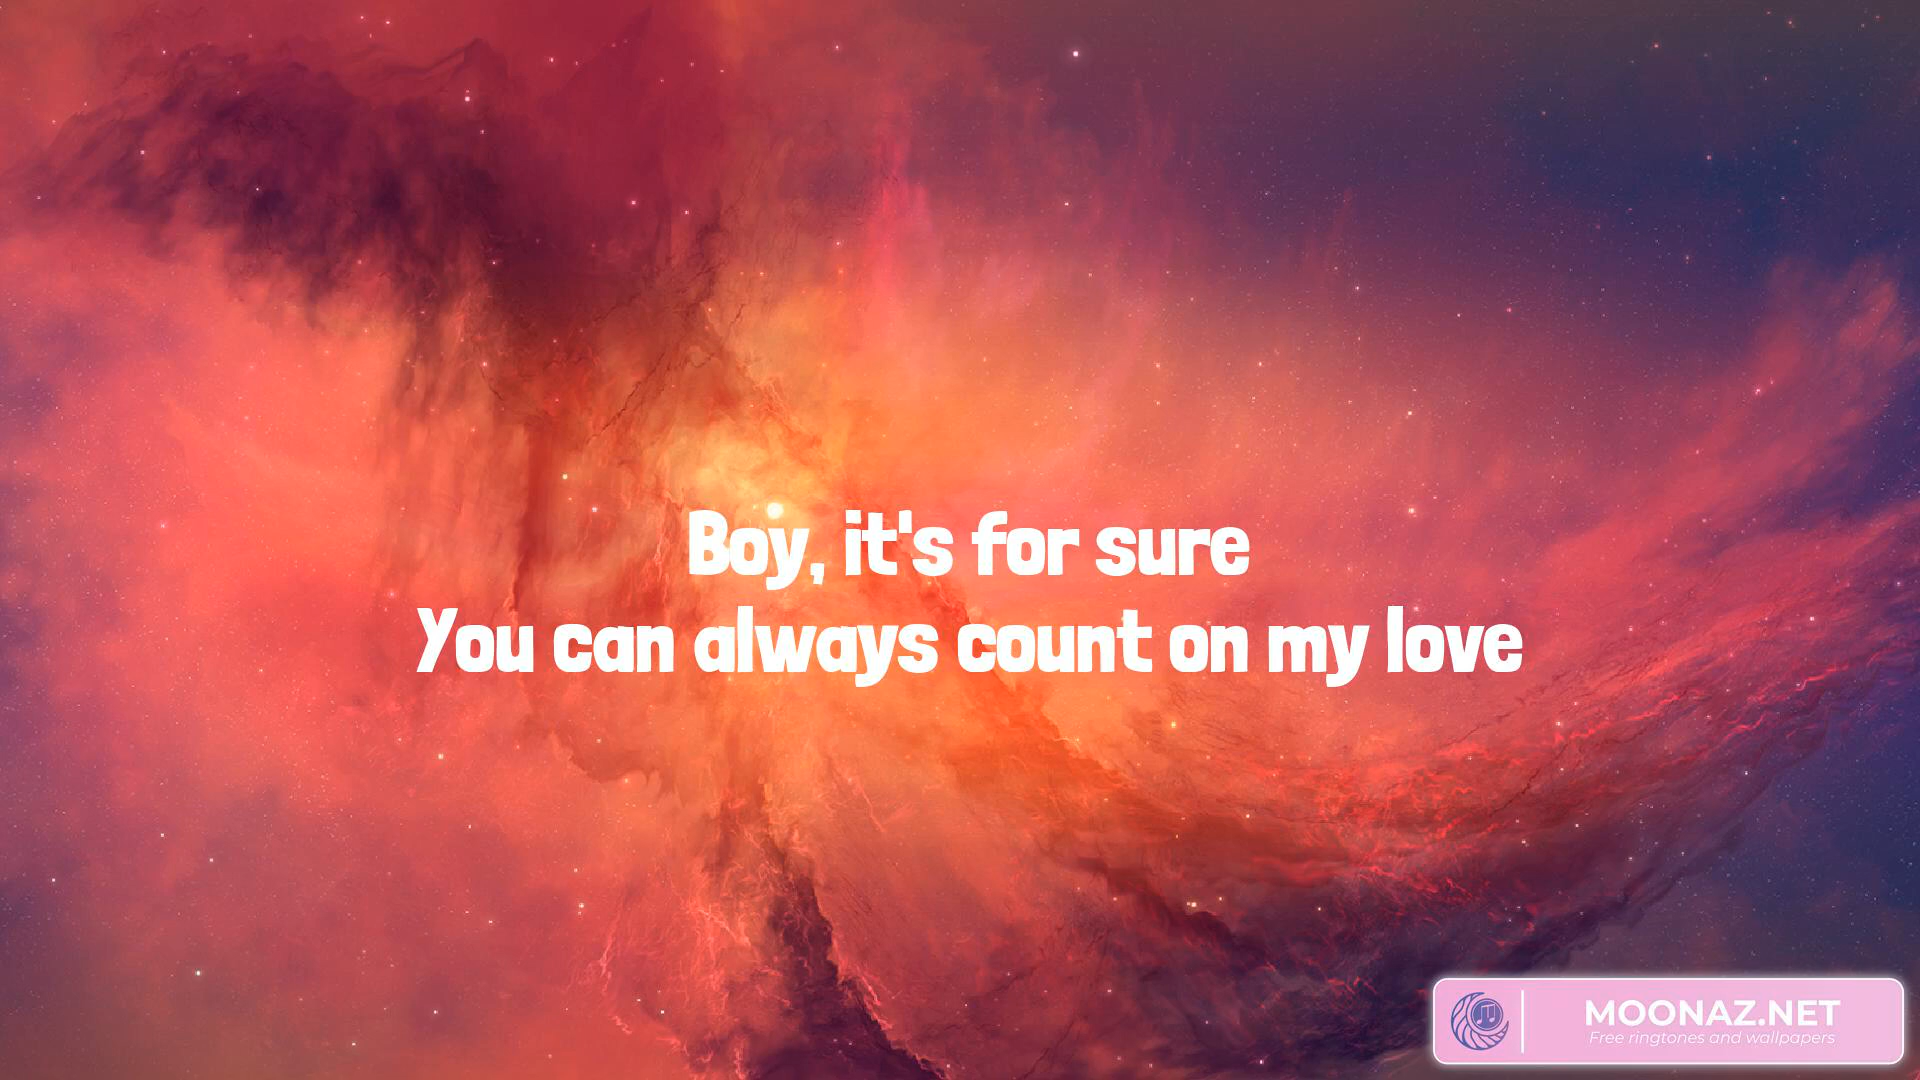 Boy, it's for sure
You can always count on my love
MOONAZ.NET
Free ringtones and wallpapers